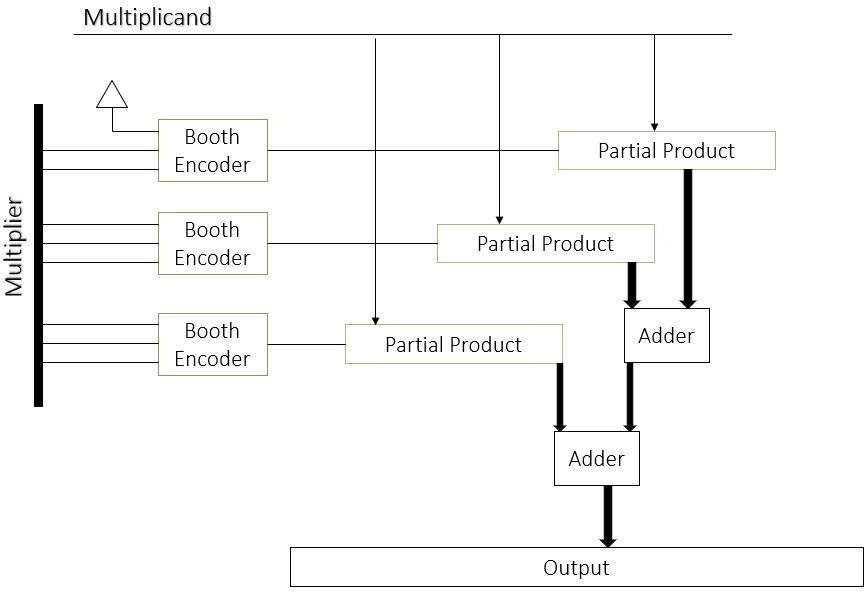 Multiplicand
Multiplier
Booth
Encoder
Partial Product
Booth
Encoder
Partial Product
Booth
Encoder
Partial Product
Adder
Adder
Output